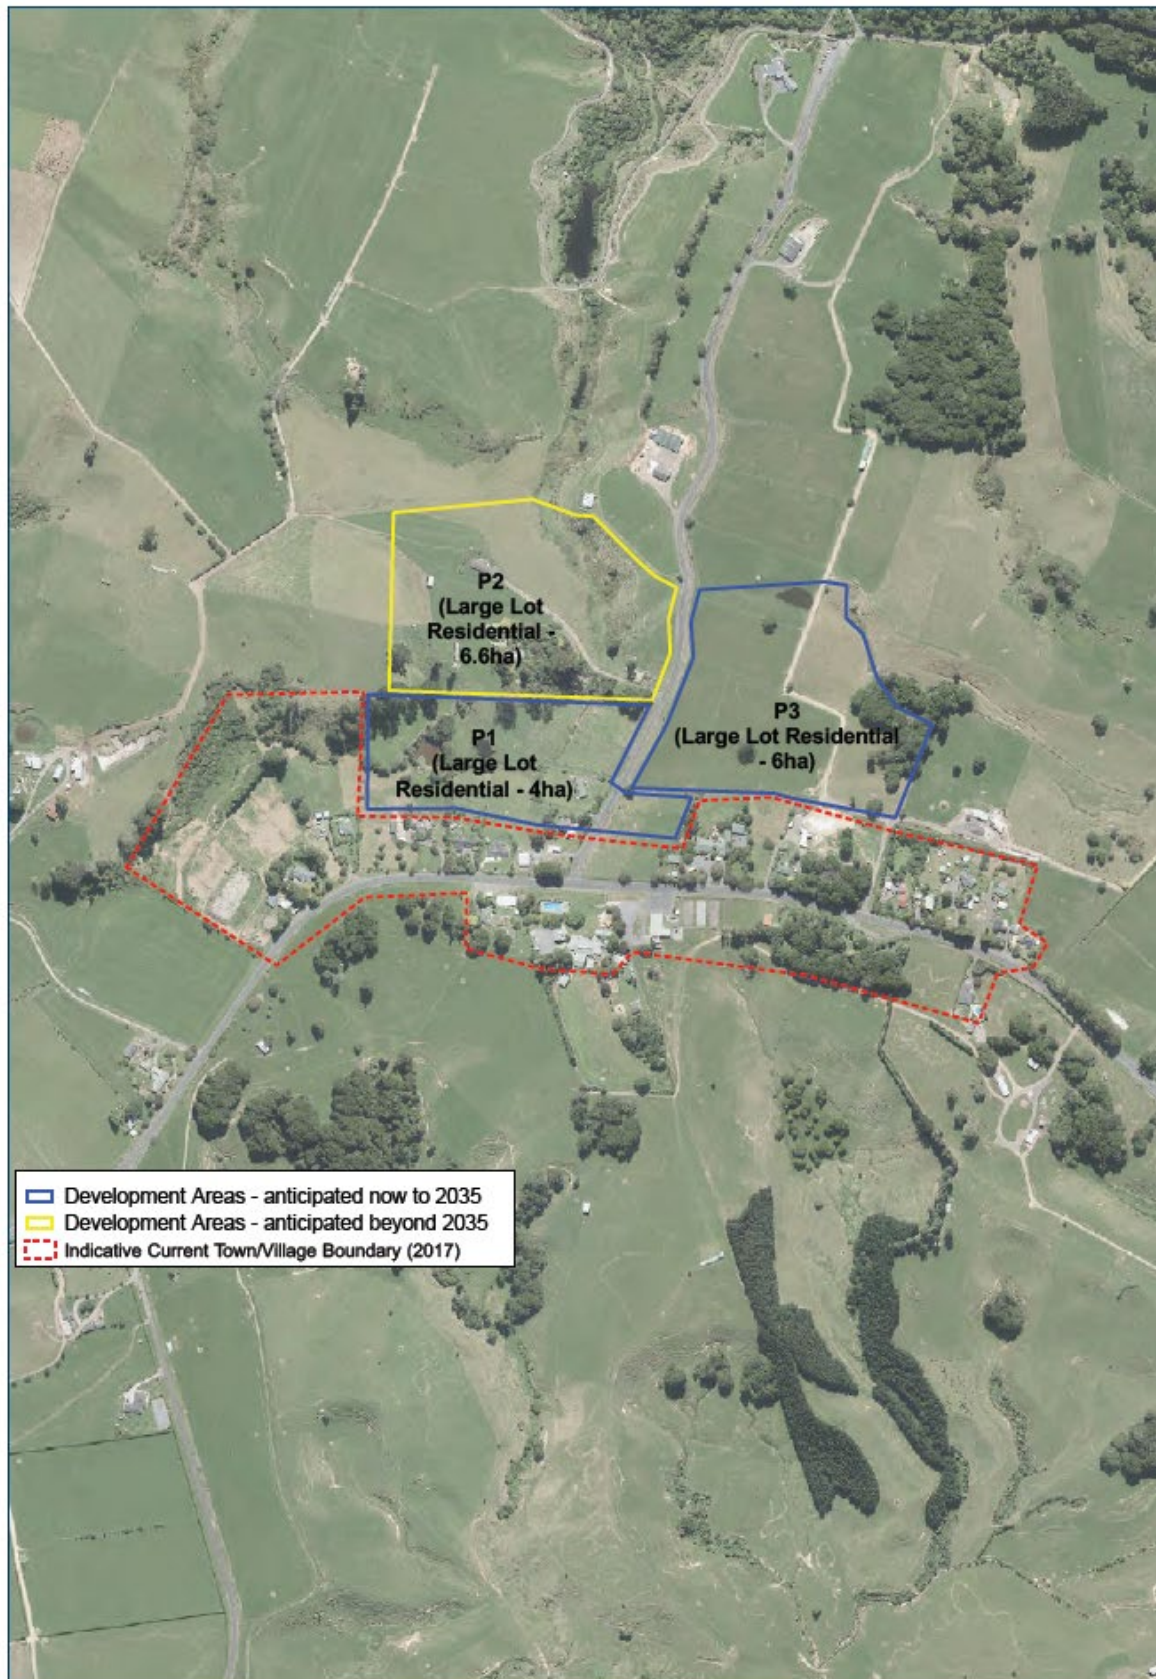 P2
(Large Lot
Residential -
6.6ha)
P1
(Large Lot
Residential - 4ha)
P3
(Large Lot Residential
- 6ha)
Development Areas - anticipated now to 2035
Development Areas - anticipated beyond 2035
Indicative Current Town/Village Boundary (2017)